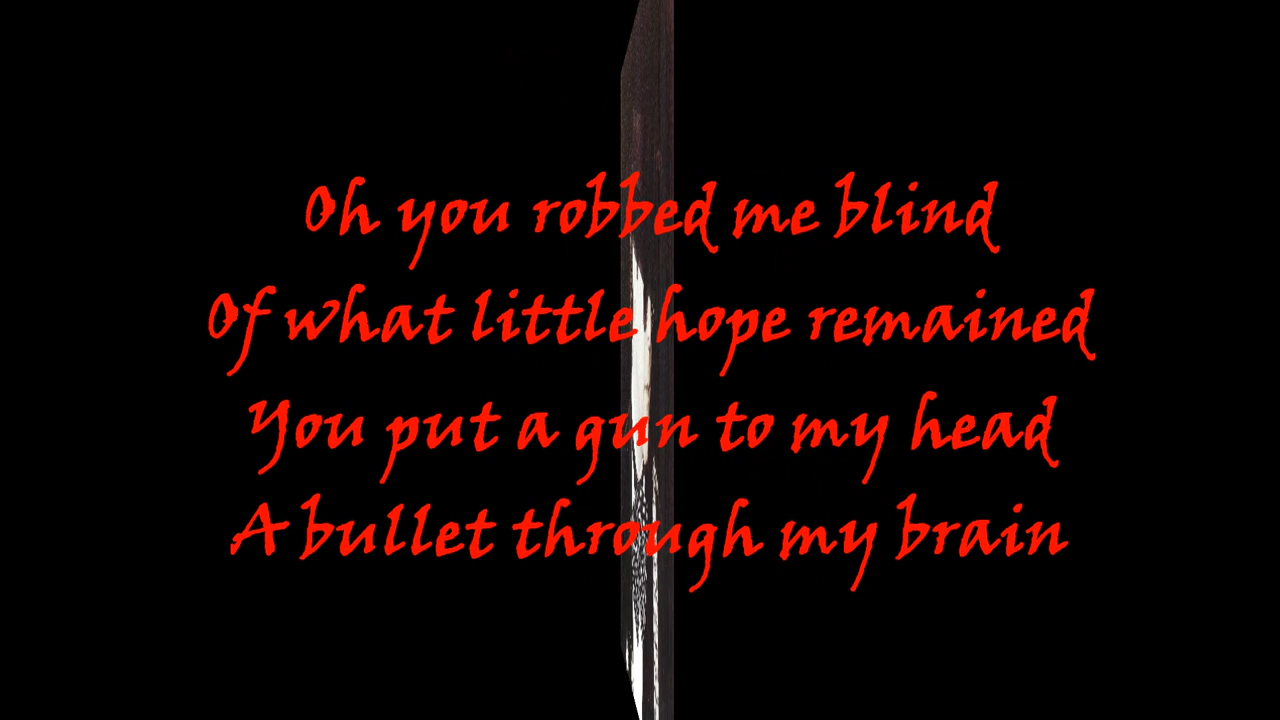 Oh you robbed me blind
Of what little hope remained
You put a gun to my head
A bullet through my brain